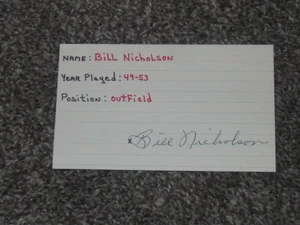 NAME: Bill Nicholson
Year Played: 49-53
Position: Outfield
x Bill Nicholson